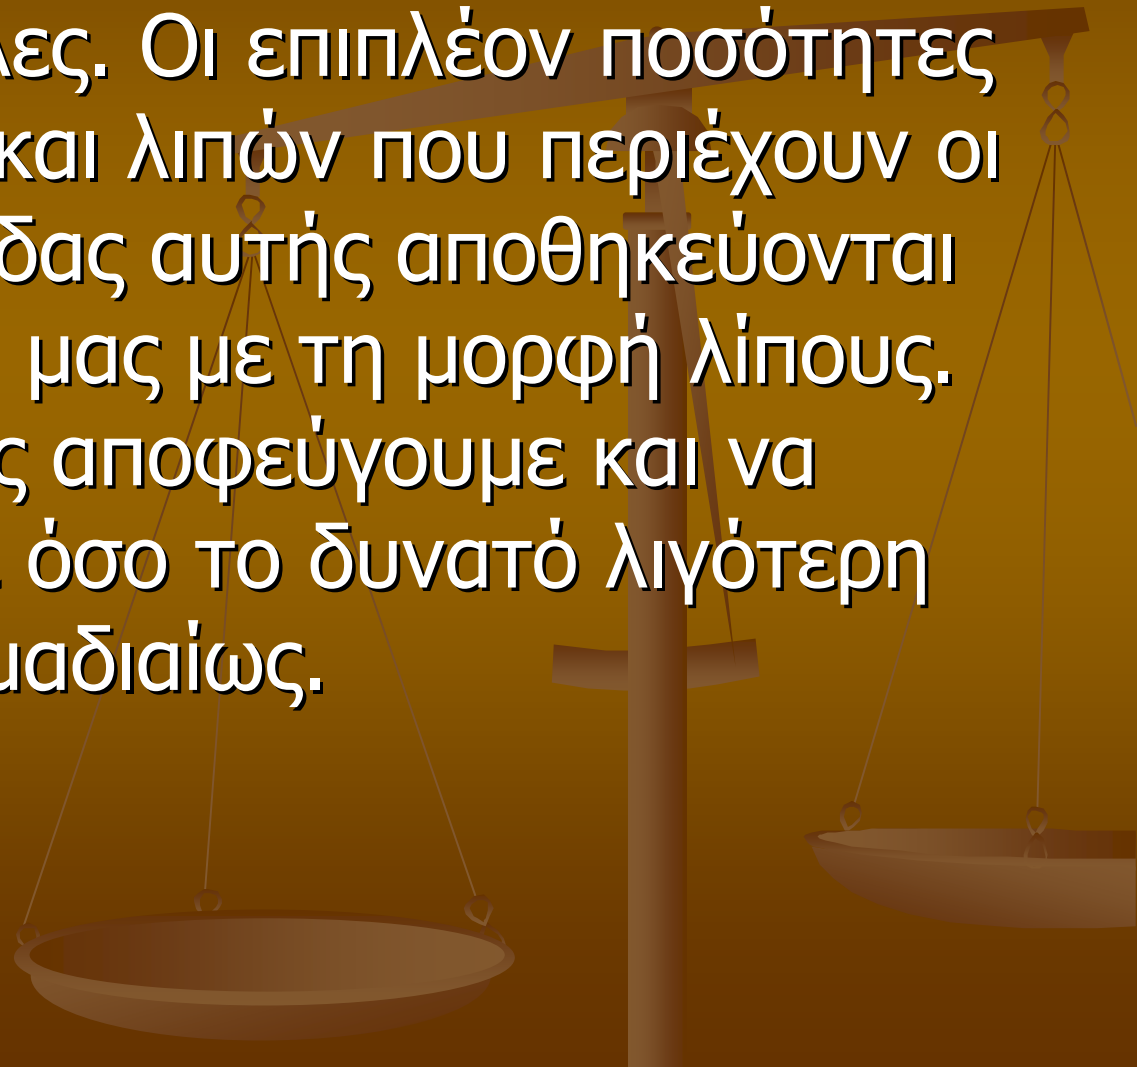 λες. Οι επιπλέον ποσότητες
και λιπών που περιέχουν οι
δας αυτής αποθηκεύονται
μας με τη μορφή λίπους.
ς αποφεύγουμε και να
όσο το δυνατό λιγότερη
μαδιαίως.